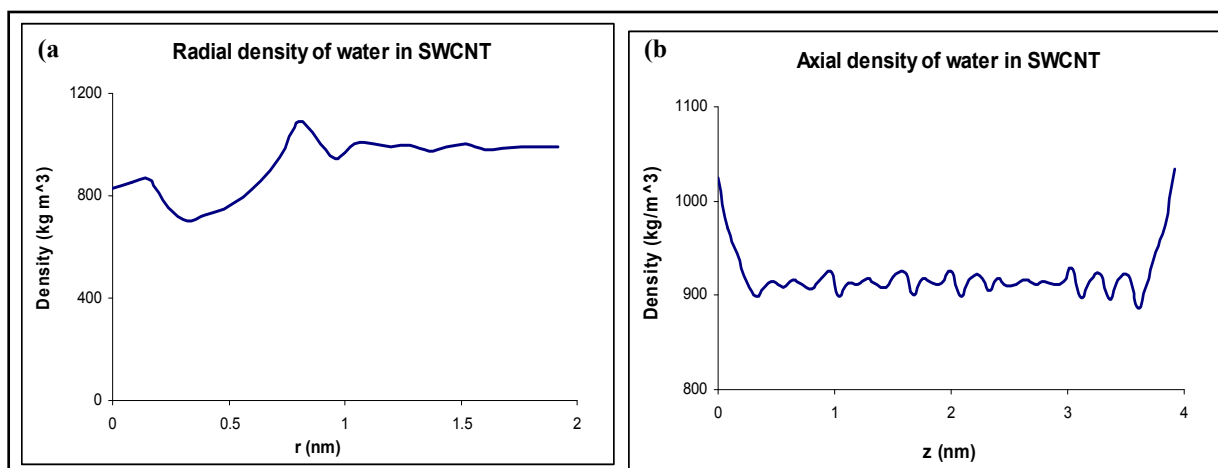 (a
Radial density of water in SWCNT
1200
800
400
0
Density (kg m^3)
0
0.5
1
1.5
2
r (nm)
(b
Axial density of water in SWCNT
1100
1000
900
800
Density (kg/m^3)
0
1
2
3
4
z (nm)